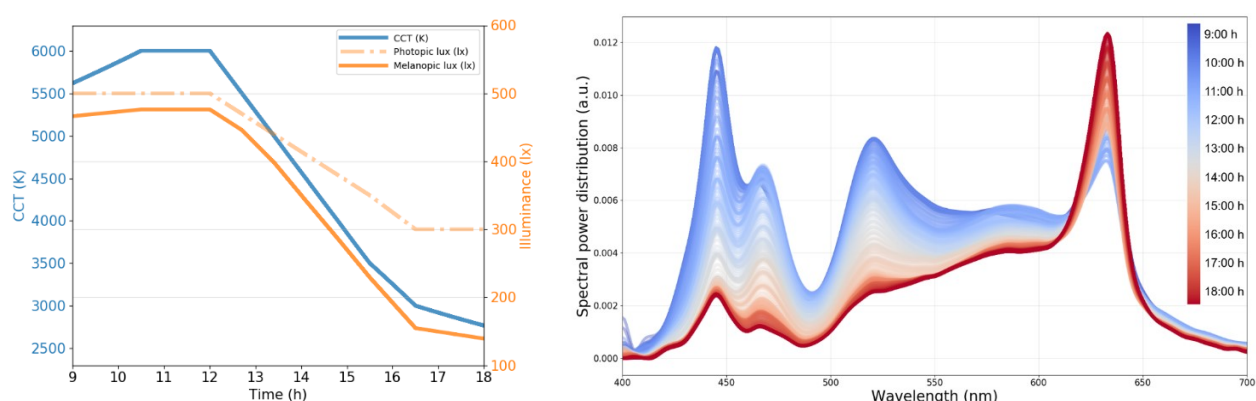 600
6000
5500
5000
4500
4000
3500
3000
2500
CCT (K)
CCT (K)
Photopic lux (lx)
Melanopic lux (lx)
500
400
300
200
100
Illuminance (lx)
9 10 11 12 13 14 15 16 17 18
Time (h)
Spectral power distribution (a.u.)
0.012
0.010
0.008
0.006
0.004
0.002
0.000
9:00 h
10:00 h
11:00 h
12:00 h
13:00 h
14:00 h
15:00 h
16:00 h
17:00 h
18:00 h
400 450 500 550 600 650 700
Wavelength (nm)